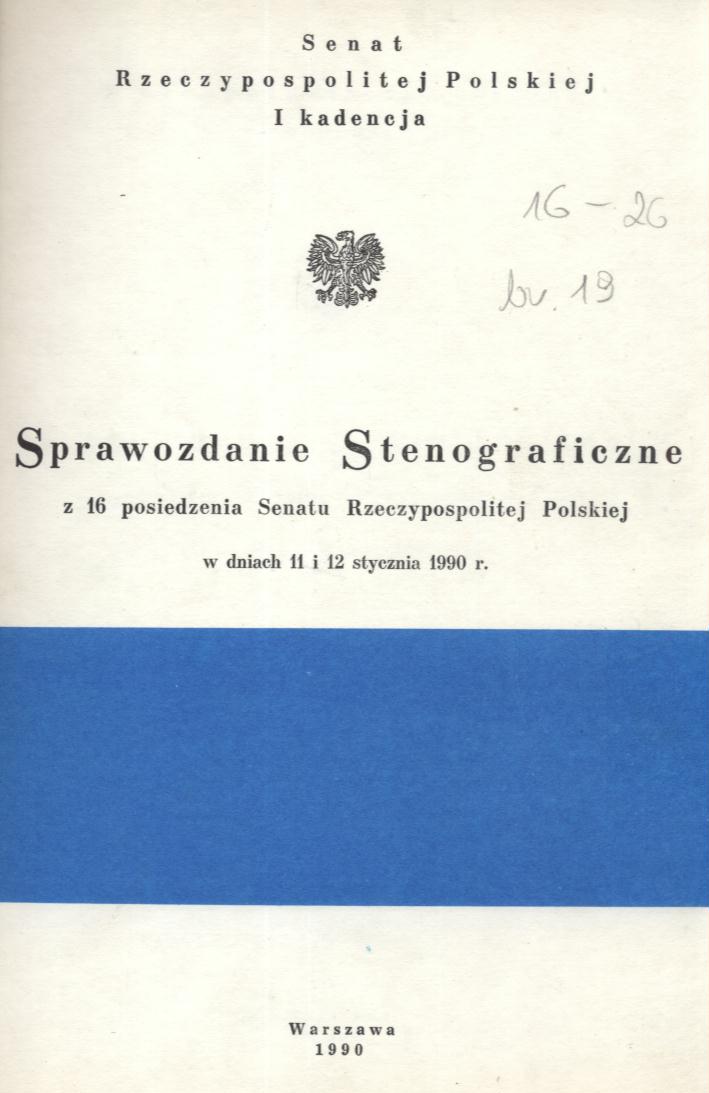 Senat
Rzeczypospolitej Polskiej
I kadencja
16 – 26
br. 19
Sprawozdanie Stenograficzne
z 16 posiedzenia Senatu Rzeczypospolitej Polskiej
w dniach 11 i 12 stycznia 1990 r.
Warszawa
1990